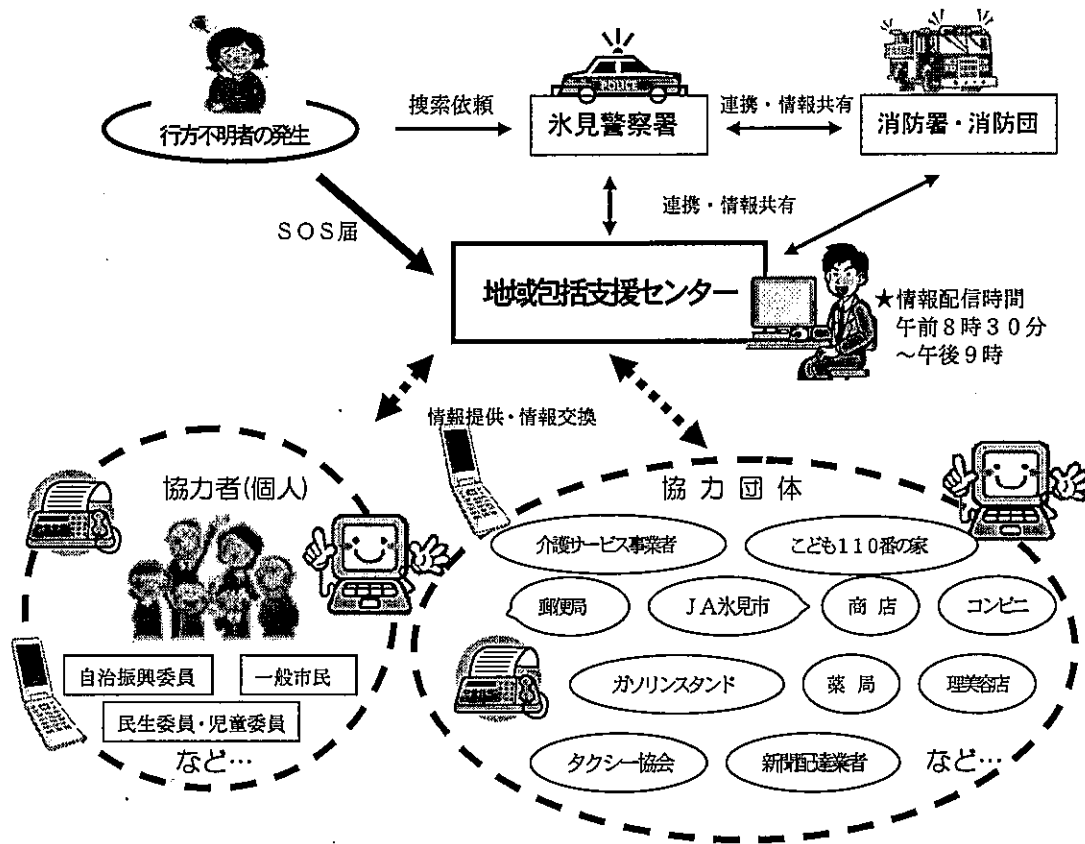 行方不明者の発生
捜索依頼
POLICE
氷見警察署
連携・情報共有
消防署・消防団
SOS届
連携・情報共有
地域包括支援センター
★情報配信時間
午前8時30分
～午後9時
情報提供・情報交換
協力者(個人)
自治振興委員
一般市民
民生委員・児童委員
など…
協力団体
介護サービス事業者
こども110番の家
郵便局
JA氷見市
商店
コンビニ
ガソリンスタンド
薬局
理美容店
タクシー協会
新聞配達業者
など…